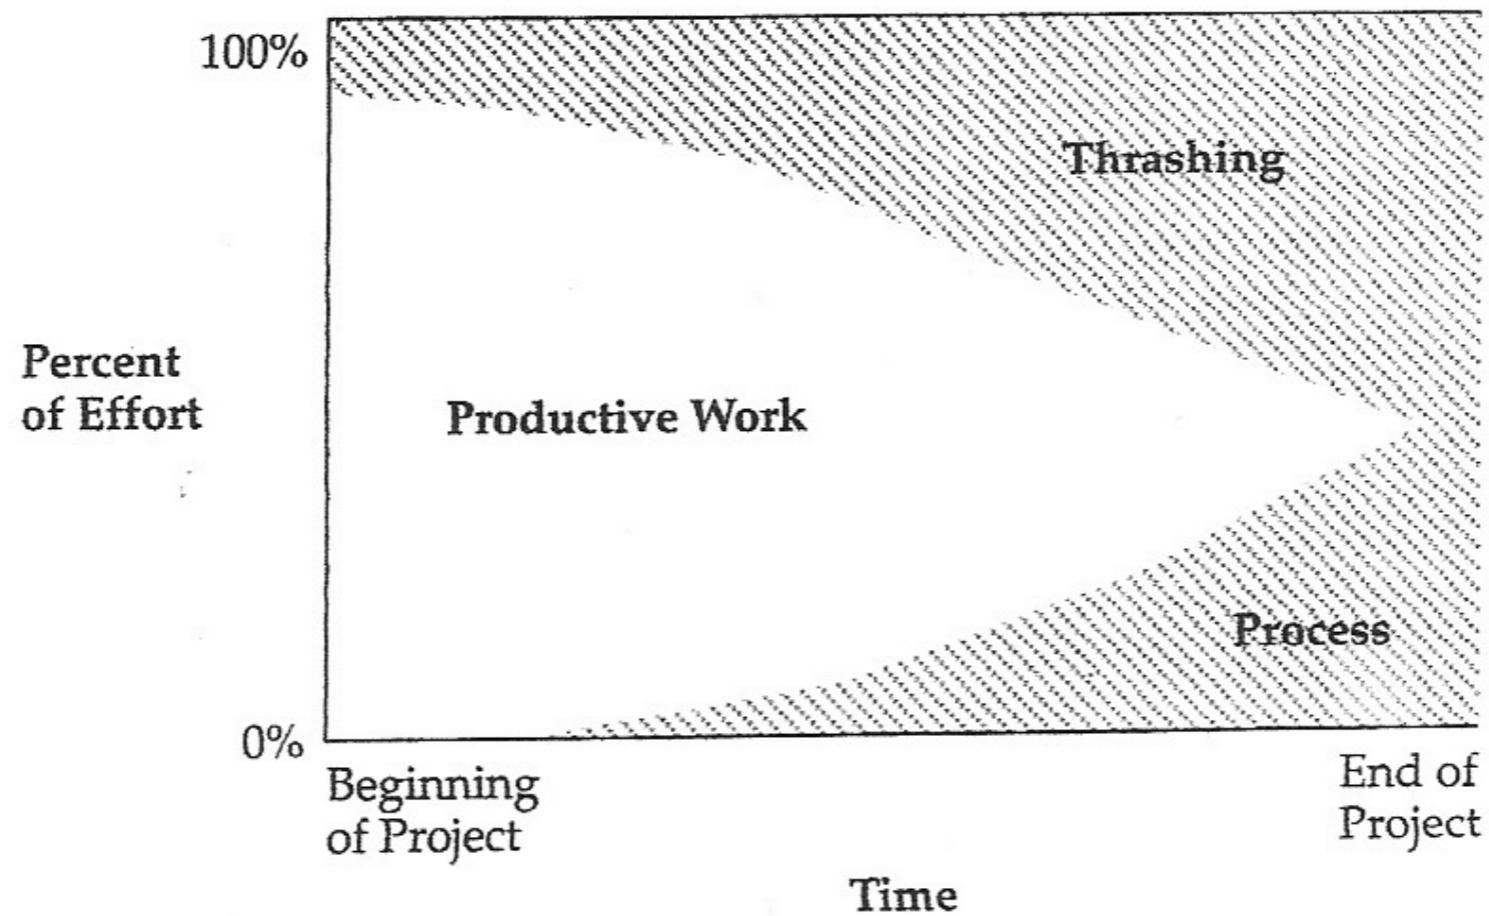 100%
Thrashing
Percent
of Effort
Productive Work
Process
0%
Beginning
of Project
End of
Project
Time